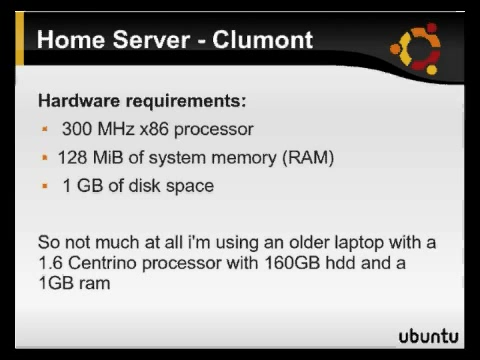 Home Server - Clumont
Hardware requirements:
300 MHz x86 processor
128 MiB of system memory (RAM)
1 GB of disk space
So not much at all i'm using an older laptop with a
1.6 Centrino processor with 160GB hdd and a
1GB ram
ubuntu